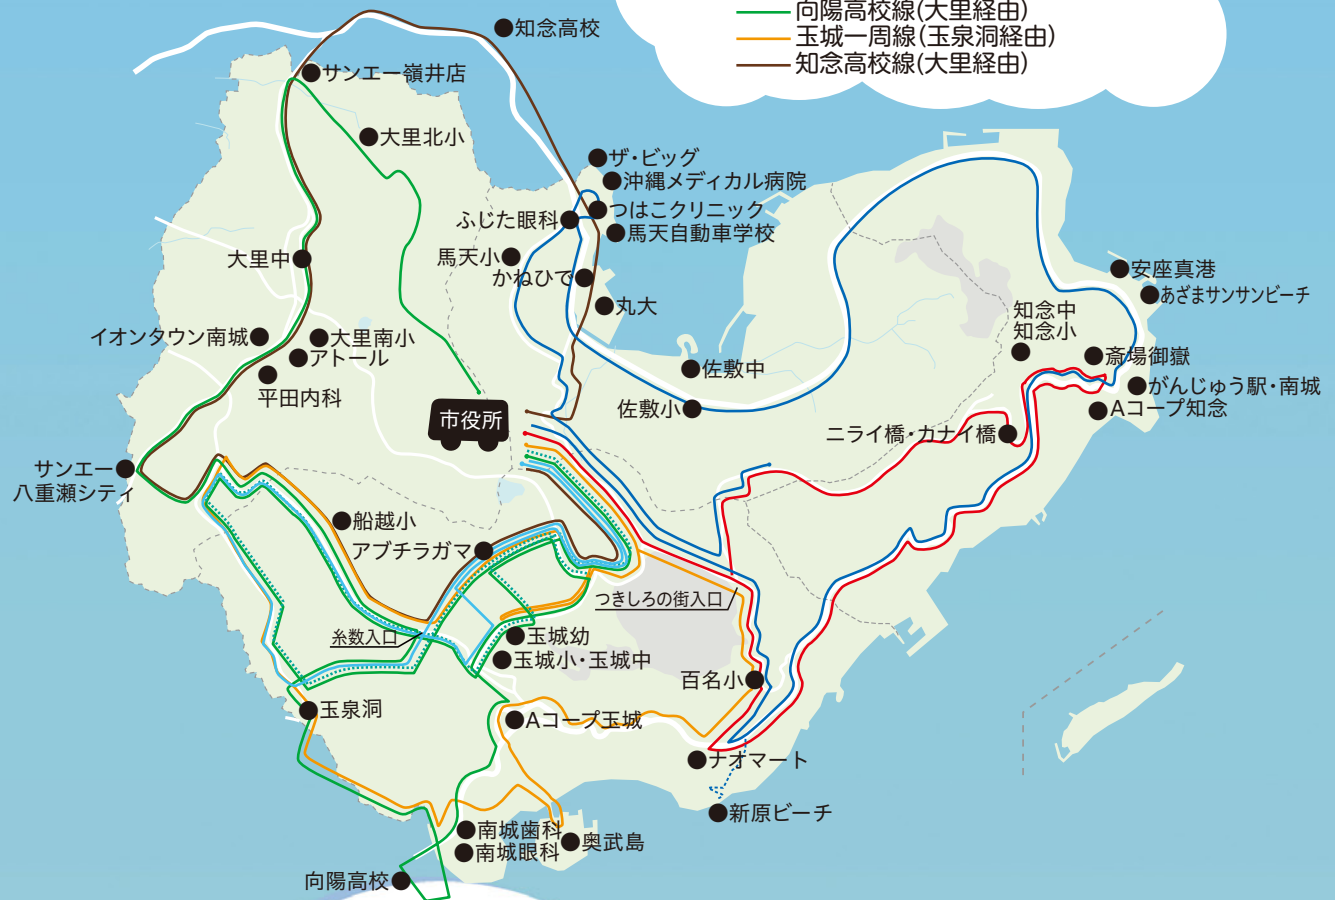 向陽高校線(大里経由)
玉城一周線(玉泉洞経由)
知念高校線(大里経由)
知念高校
サンエー嶺井店
大里北小
ザ・ビッグ
沖縄メディカル病院
つはこクリニック
ふじた眼科
馬天自動車学校
大里中
馬天小
かねひで
丸大
安座真港
あざまサンサンビーチ
知念中
知念小
イオンタウン南城
大里南小
アトール
平田内科
斎場御嶽
佐敷中
がんじゅう駅・南城
Aコープ知念
佐敷小
市役所
ニライ橋・カナイ橋
サンエー
八重瀬シティ
船越小
アブチラガマ
つきしろの街入口
糸数入口
玉城幼
玉城小・玉城中
百名小
玉泉洞
Aコープ玉城
ナオマート
新原ビーチ
南城歯科
南城眼科
奥武島
向陽高校